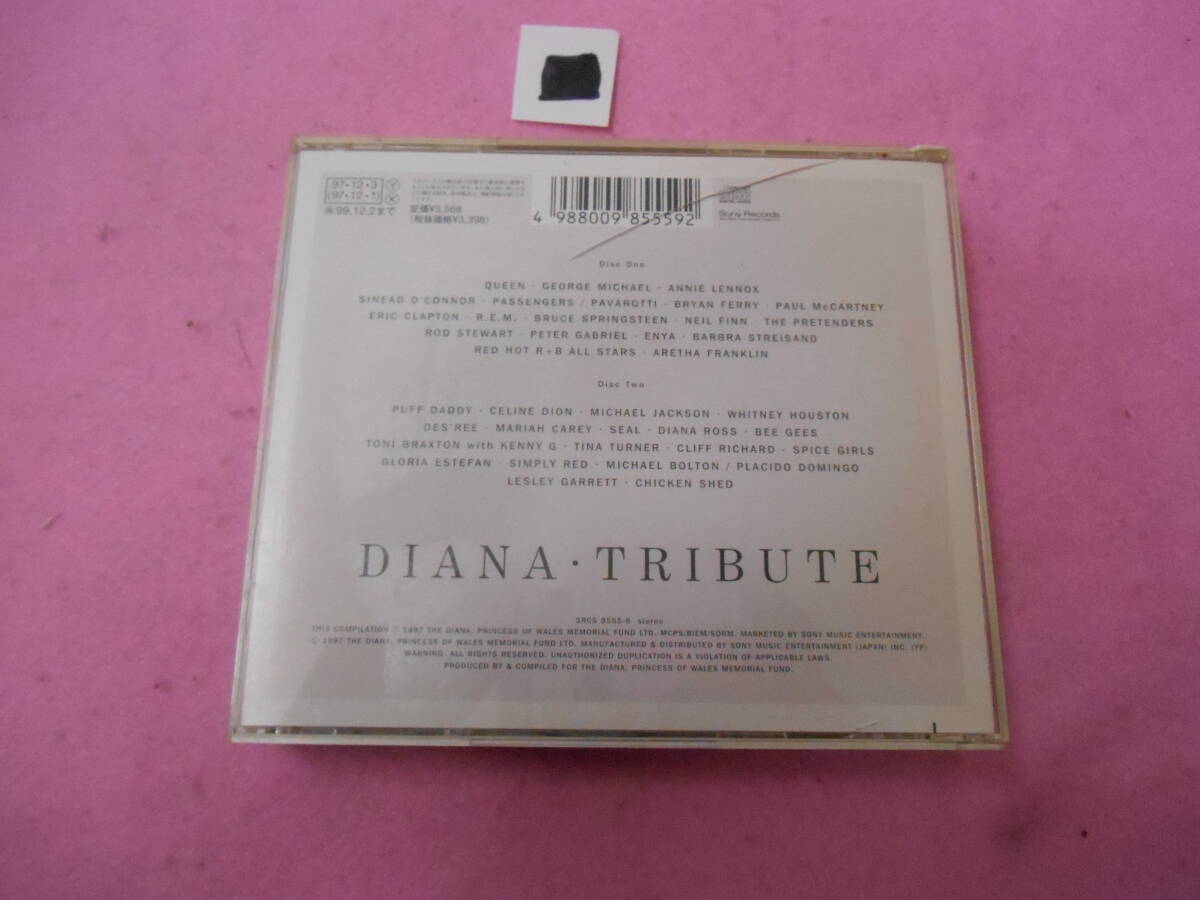 97・12・3 Ⓨ
(97・12・1) Ⓧ
㊞99.12.2まで
定価¥3,568
(税抜価格¥3,398)
4 988009 855592
Sony Records
Disc One
QUEEN · GEORGE MICHAEL · ANNIE LENNOX
SINEAD O'CONNOR · PASSENGERS / PAVAROTTI · BRYAN FERRY · PAUL McCARTNEY
ERIC CLAPTON · R.E.M. · BRUCE SPRINGSTEEN · NEIL FINN · THE PRETENDERS
ROD STEWART · PETER GABRIEL · ENYA · BARBRA STREISAND
RED HOT R+B ALL STARS · ARETHA FRANKLIN
Disc Two
PUFF DADDY · CELINE DION · MICHAEL JACKSON · WHITNEY HOUSTON
DES'REE · MARIAH CAREY · SEAL · DIANA ROSS · BEE GEES
TONI BRAXTON with KENNY G · TINA TURNER · CLIFF RICHARD · SPICE GIRLS
GLORIA ESTEFAN · SIMPLY RED · MICHAEL BOLTON / PLACIDO DOMINGO
LESLEY GARRETT · CHICKEN SHED
DIANA · TRIBUTE
SRCS 8555-6 stereo
THIS COMPILATION ℗ 1997 THE DIANA, PRINCESS OF WALES MEMORIAL FUND LTD. MCPS/BIEM/SDRM. MARKETED BY SONY MUSIC ENTERTAINMENT.
© 1997 THE DIANA, PRINCESS OF WALES MEMORIAL FUND LTD. MANUFACTURED & DISTRIBUTED BY SONY MUSIC ENTERTAINMENT (JAPAN) INC. (YP)
WARNING: ALL RIGHTS RESERVED. UNAUTHORIZED DUPLICATION IS A VIOLATION OF APPLICABLE LAWS.
PRODUCED BY & COMPILED FOR THE DIANA, PRINCESS OF WALES MEMORIAL FUND.